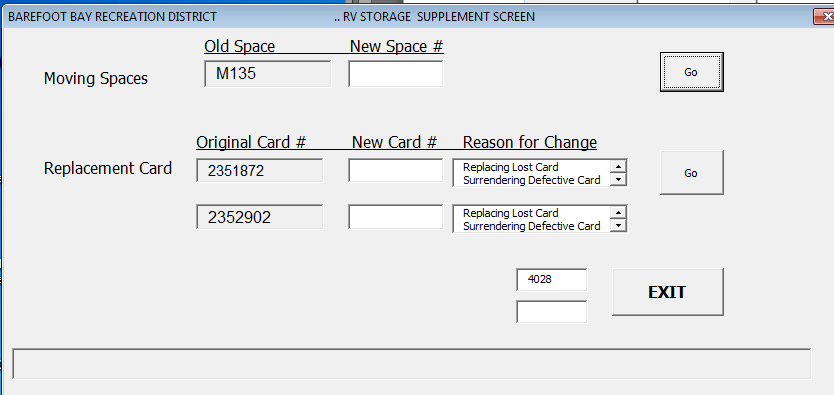 BAREFOOT BAY RECREATION DISTRICT .. RV STORAGE SUPPLEMENT SCREEN
Old Space New Space #
Moving Spaces M135 Go
Original Card # New Card # Reason for Change
Replacement Card 2351872 Replacing Lost Card Go
Surrendering Defective Card
2352902 Replacing Lost Card
Surrendering Defective Card
4028
EXIT